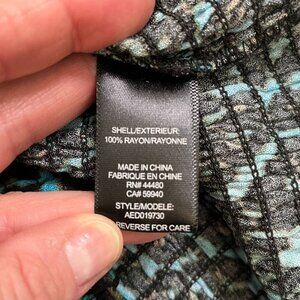 SHELL/EXTERIEUR:
100% RAYON/RAYONNE
MADE IN CHINA
FABRIQUE EN CHINE
RN# 44480
CA# 59940
STYLE/MODELE:
AED019730
REVERSE FOR CARE